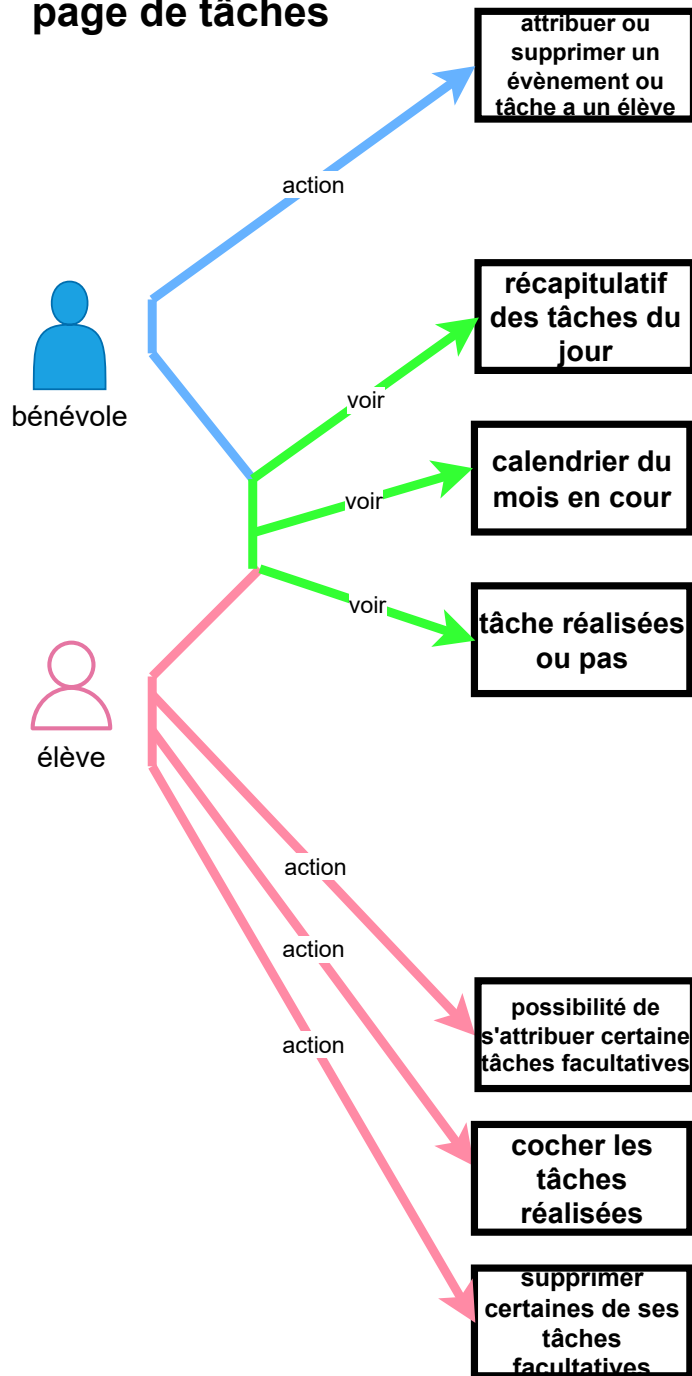 page de tâches
attribuer ou
supprimer un
évènement ou
tâche a un élève
action
récapitulatif
des tâches du
jour
voir
bénévole
calendrier du
mois en cour
voir
voir
tâche réalisées
ou pas
élève
action
action
possibilité de
s'attribuer certaine
tâches facultatives
action
cocher les
tâches
réalisées
supprimer
certaines de ses
tâches
facultatives